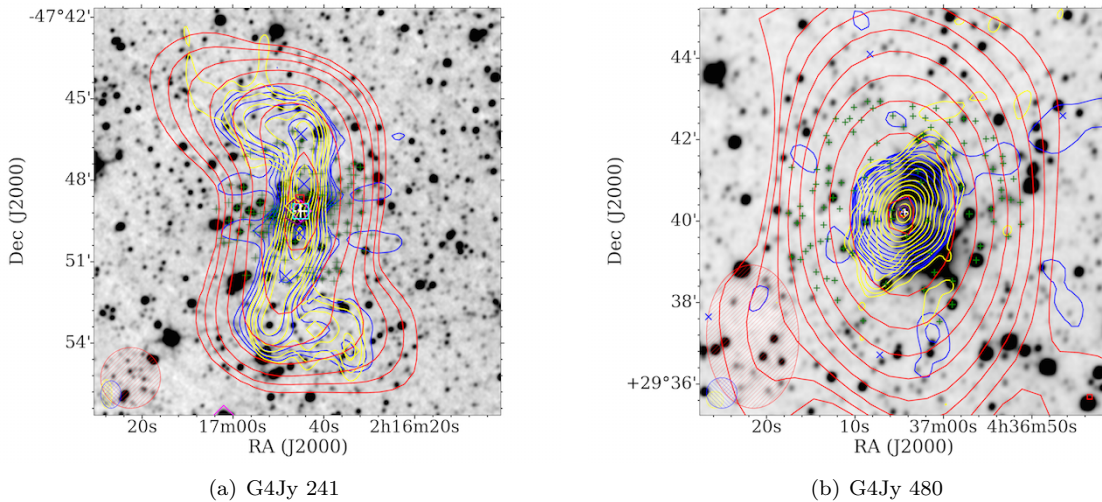 -47°42'
45'
48'
51'
54'
Dec (J2000)
20s
17m00s
40s
2h16m20s
RA (J2000)
(a) G4Jy 241
44'
42'
40'
38'
+29°36'
Dec (J2000)
20s
10s
37m00s
4h36m50s
RA (J2000)
(b) G4Jy 480